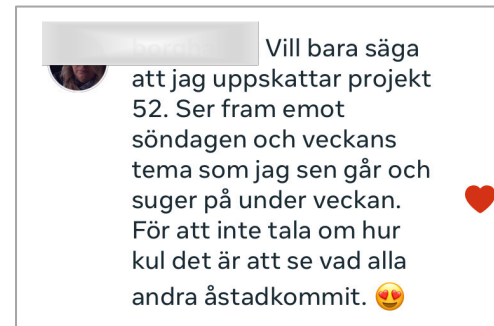 Vill bara säga
att jag uppskattar projekt
52. Ser fram emot
söndagen och veckans
tema som jag sen går och
suger på under veckan.
För att inte tala om hur
kul det är att se vad alla
andra åstadkommit. 😍